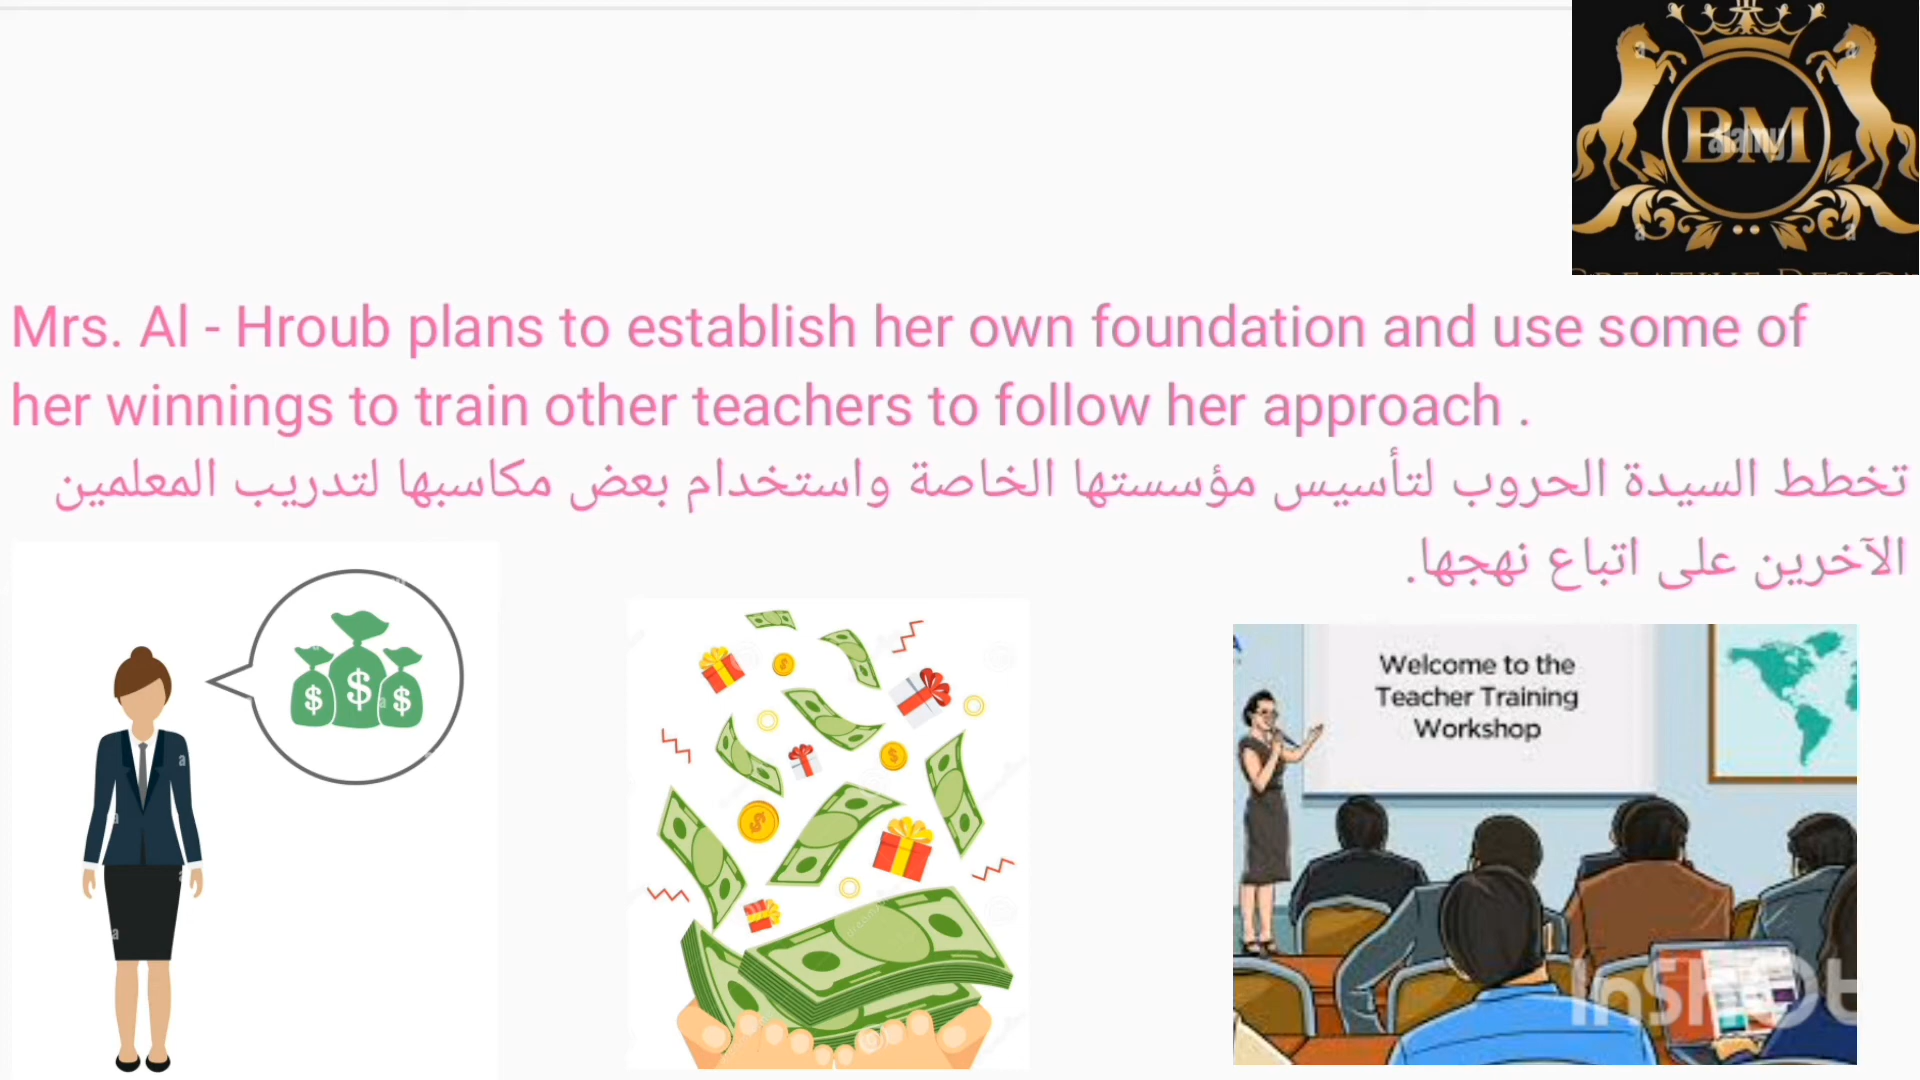 BM
alamy
Mrs. Al - Hroub plans to establish her own foundation and use some of
her winnings to train other teachers to follow her approach .
تخطط السيدة الحروب لتأسيس مؤسستها الخاصة واستخدام بعض مكاسبها لتدريب المعلمين
الآخرين على اتباع نهجها.
$ $ $
Welcome to the
Teacher Training
Workshop
InShOt